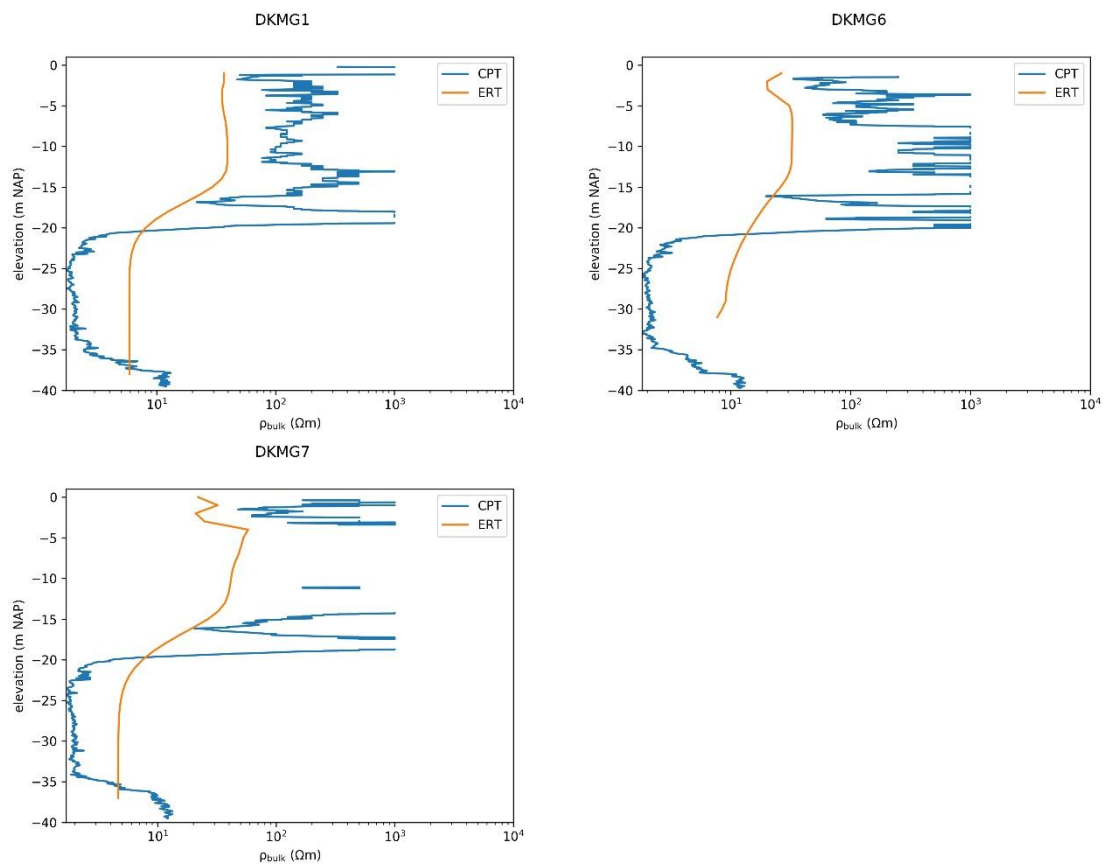 DKMG1
CPT
ERT
0
−5
−10
−15
−20
−25
−30
−35
−40
elevation (m NAP)
10¹ 10² 10³ 10⁴
ρbulk (Ωm)
DKMG6
CPT
ERT
0
−5
−10
−15
−20
−25
−30
−35
−40
elevation (m NAP)
10¹ 10² 10³ 10⁴
ρbulk (Ωm)
DKMG7
CPT
ERT
0
−5
−10
−15
−20
−25
−30
−35
−40
elevation (m NAP)
10¹ 10² 10³ 10⁴
ρbulk (Ωm)